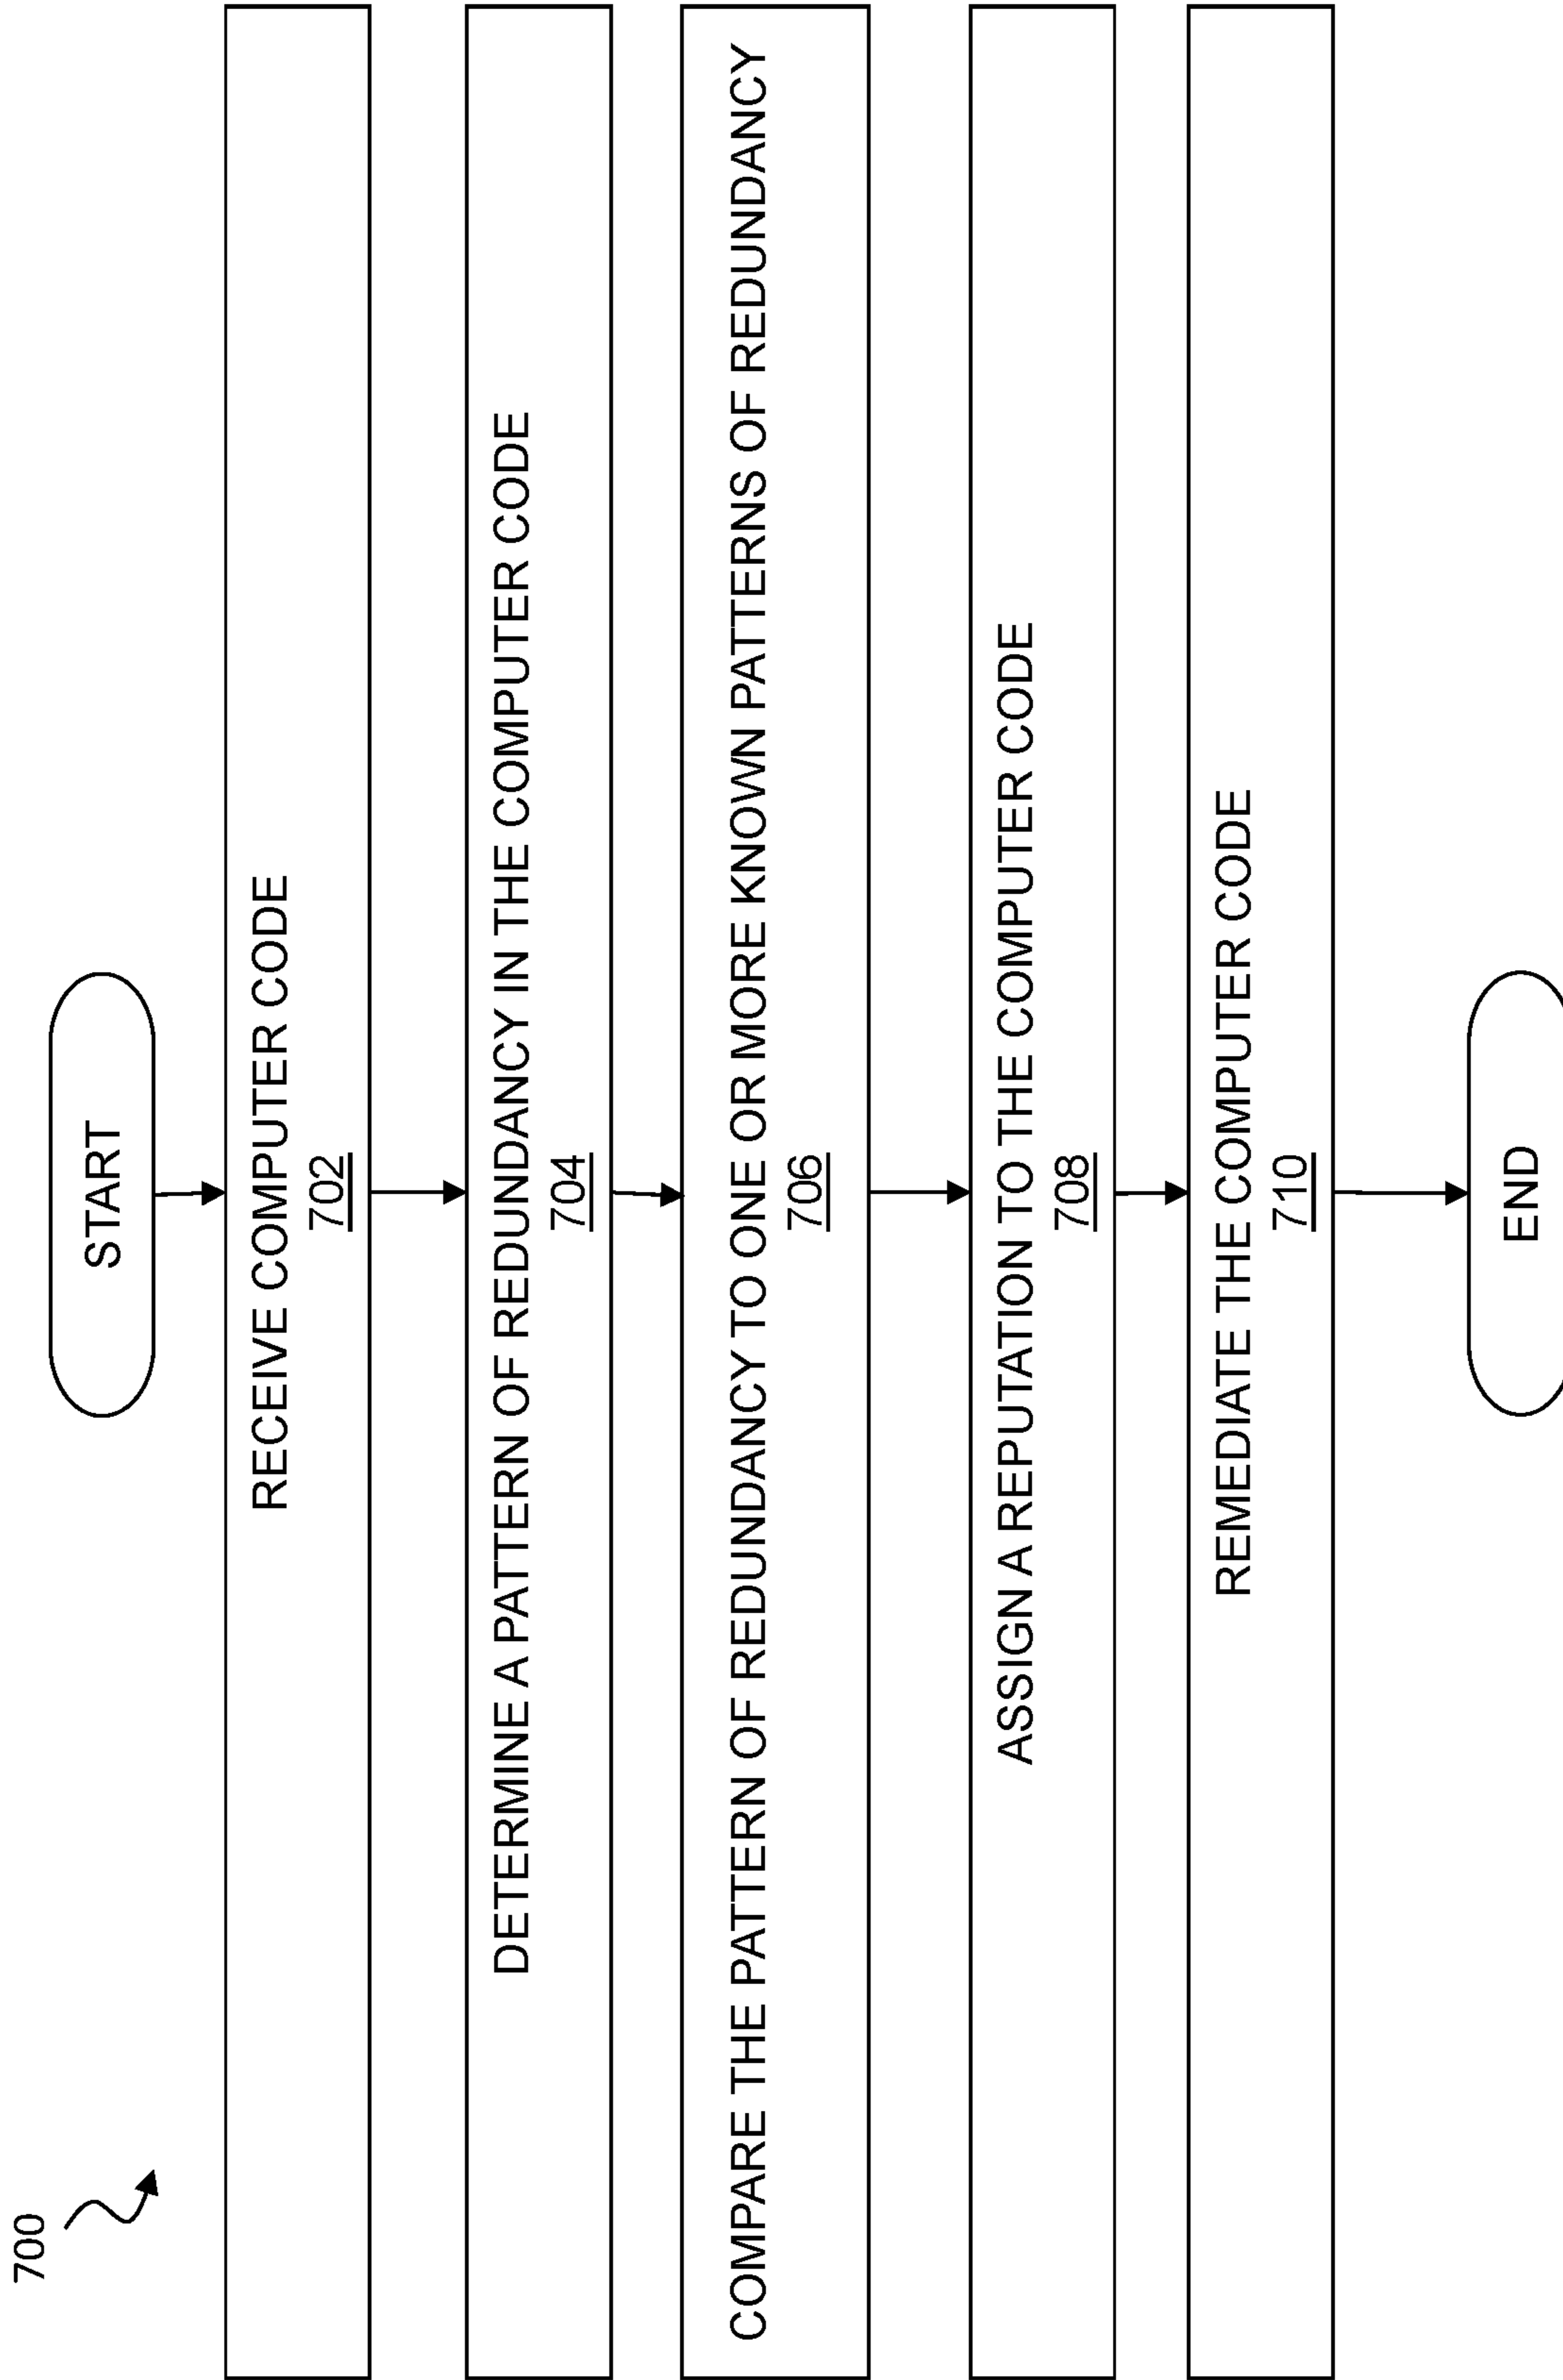 700
START
RECEIVE COMPUTER CODE
702
DETERMINE A PATTERN OF REDUNDANCY IN THE COMPUTER CODE
704
COMPARE THE PATTERN OF REDUNDANCY TO ONE OR MORE KNOWN PATTERNS OF REDUNDANCY
706
ASSIGN A REPUTATION TO THE COMPUTER CODE
708
REMEDIATE THE COMPUTER CODE
710
END